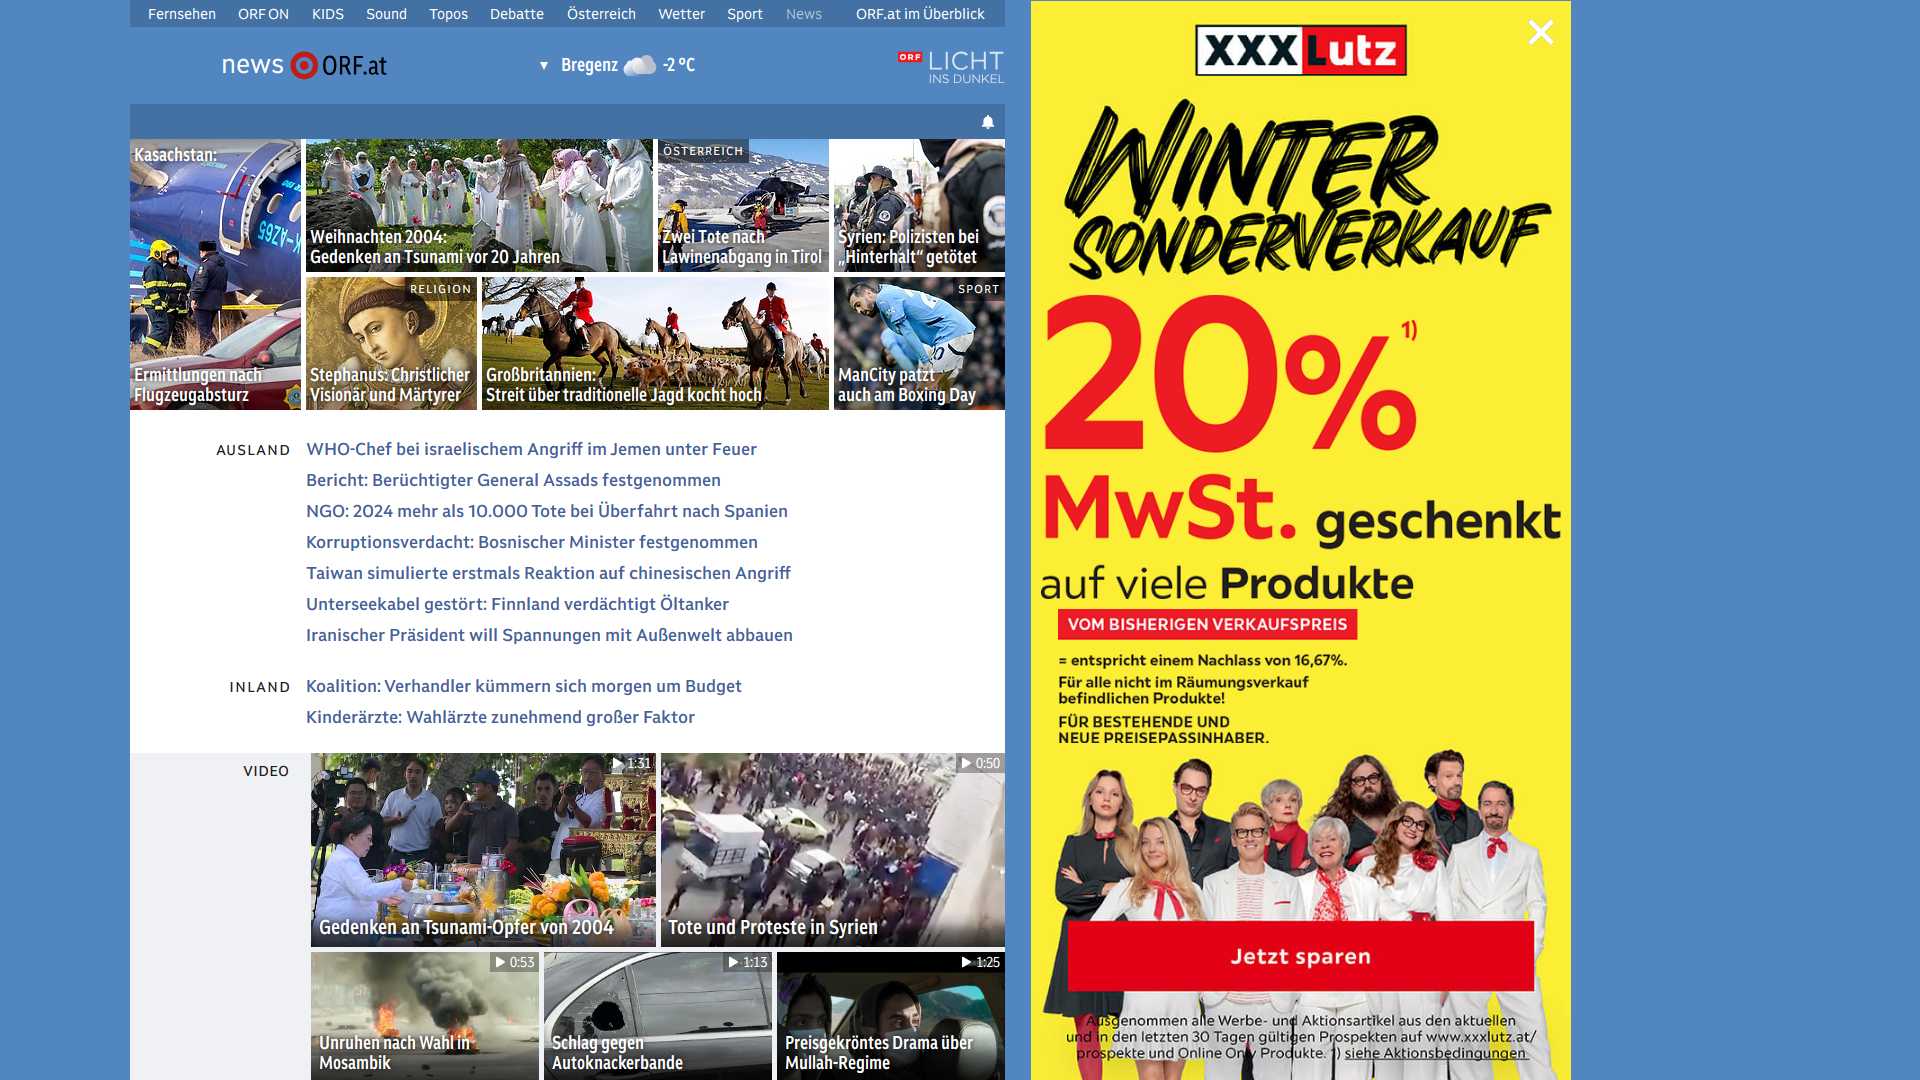 Fernsehen ORF ON KIDS Sound Topos Debatte Österreich Wetter Sport News ORF.at im Überblick
news ORF.at
▼ Bregenz -2 °C
ORF LICHT
INS DUNKEL
Kasachstan:
Ermittlungen nach
Flugzeugabsturz
Weihnachten 2004:
Gedenken an Tsunami vor 20 Jahren
ÖSTERREICH
Zwei Tote nach
Lawinenabgang in Tirol
Syrien: Polizisten bei
„Hinterhalt“ getötet
RELIGION
Stephanus: Christlicher
Visionär und Märtyrer
Großbritannien:
Streit über traditionelle Jagd kocht hoch
SPORT
ManCity patzt
auch am Boxing Day
AUSLAND
WHO-Chef bei israelischem Angriff im Jemen unter Feuer
Bericht: Berüchtigter General Assads festgenommen
NGO: 2024 mehr als 10.000 Tote bei Überfahrt nach Spanien
Korruptionsverdacht: Bosnischer Minister festgenommen
Taiwan simulierte erstmals Reaktion auf chinesischen Angriff
Unterseekabel gestört: Finnland verdächtigt Öltanker
Iranischer Präsident will Spannungen mit Außenwelt abbauen
INLAND
Koalition: Verhandler kümmern sich morgen um Budget
Kinderärzte: Wahlärzte zunehmend großer Faktor
VIDEO
1:31
Gedenken an Tsunami-Opfer von 2004
0:50
Tote und Proteste in Syrien
0:53
Unruhen nach Wahl in
Mosambik
1:13
Schlag gegen
Autoknackerbande
1:25
Preisgekröntes Drama über
Mullah-Regime
XXXLutz
WINTER
SONDERVERKAUF
20% 1)
MwSt. geschenkt
auf viele Produkte
VOM BISHERIGEN VERKAUFSPREIS
= entspricht einem Nachlass von 16,67%.
Für alle nicht im Räumungsverkauf
befindlichen Produkte!
FÜR BESTEHENDE UND
NEUE PREISEPASSINHABER.
Jetzt sparen
Ausgenommen alle Werbe- und Aktionsartikel aus den aktuellen
und in den letzten 30 Tagen gültigen Prospekten auf www.xxxlutz.at/
prospekte und Online Only Produkte. 1) siehe Aktionsbedingungen